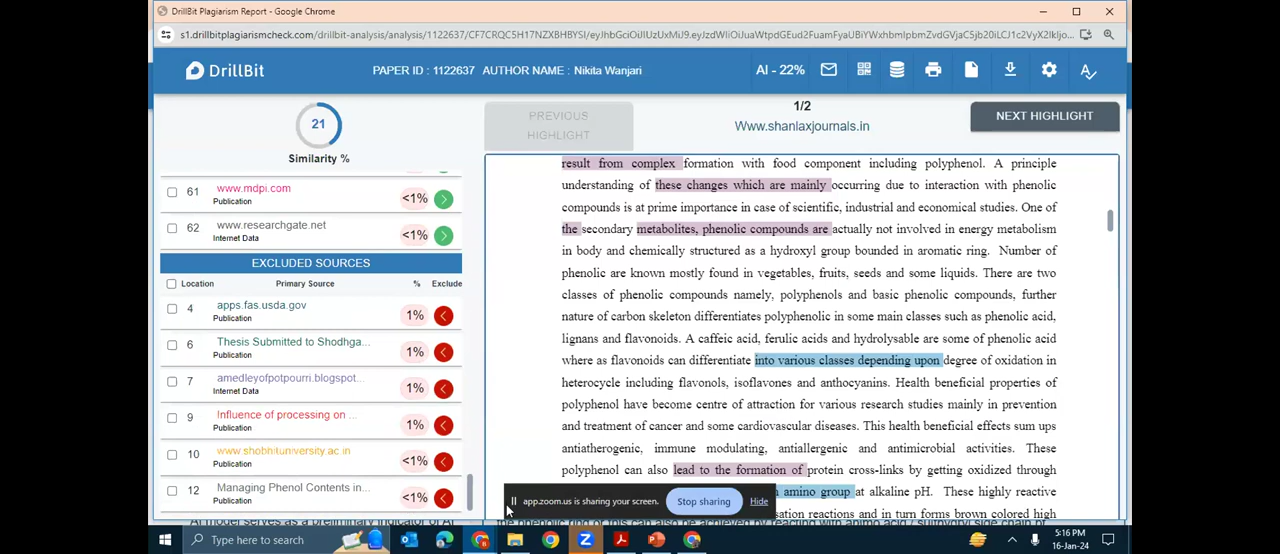 DrillBit Plagiarism Report - Google Chrome
s1.drillbitplagiarismcheck.com/drillbit-analysis/analysis/1122637/
DrillBit
PAPER ID : 1122637 AUTHOR NAME : Nikita Wanjari
AI - 22%
21
Similarity %
PREVIOUS
HIGHLIGHT
1/2
Www.shanlaxjournals.in
NEXT HIGHLIGHT
61 www.mdpi.com <1%
Publication
62 www.researchgate.net <1%
Internet Data
EXCLUDED SOURCES
Location Primary Source % Exclude
4 apps.fas.usda.gov 1%
Publication
6 Thesis Submitted to Shodhga... 1%
Publication
7 amedleyofpotpourri.blogspot... 1%
Internet Data
9 Influence of processing on ... 1%
Publication
10 www.shobhituniversity.ac.in <1%
Publication
12 Managing Phenol Contents in... <1%
Publication
result from complex formation with food component including polyphenol. A principle
understanding of these changes which are mainly occurring due to interaction with phenolic
compounds is at prime importance in case of scientific, industrial and economical studies. One of
the secondary metabolites, phenolic compounds are actually not involved in energy metabolism
in body and chemically structured as a hydroxyl group bounded in aromatic ring. Number of
phenolic are known mostly found in vegetables, fruits, seeds and some liquids. There are two
classes of phenolic compounds namely, polyphenols and basic phenolic compounds, further
nature of carbon skeleton differentiates polyphenolic in some main classes such as phenolic acid,
lignans and flavonoids. A caffeic acid, ferulic acids and hydrolysable are some of phenolic acid
where as flavonoids can differentiate into various classes depending upon degree of oxidation in
heterocycle including flavonols, isoflavones and anthocyanins. Health beneficial properties of
polyphenol have become centre of attraction for various research studies mainly in prevention
and treatment of cancer and some cardiovascular diseases. This health beneficial effects sum ups
antiatherogenic, immune modulating, antiallergenic and antimicrobial activities. These
polyphenol can also lead to the formation of protein cross-links by getting oxidized through
amino group at alkaline pH. These highly reactive
sation reactions and in turn forms brown colored high
app.zoom.us is sharing your screen. Stop sharing Hide
Type here to search
5:16 PM
16-Jan-24